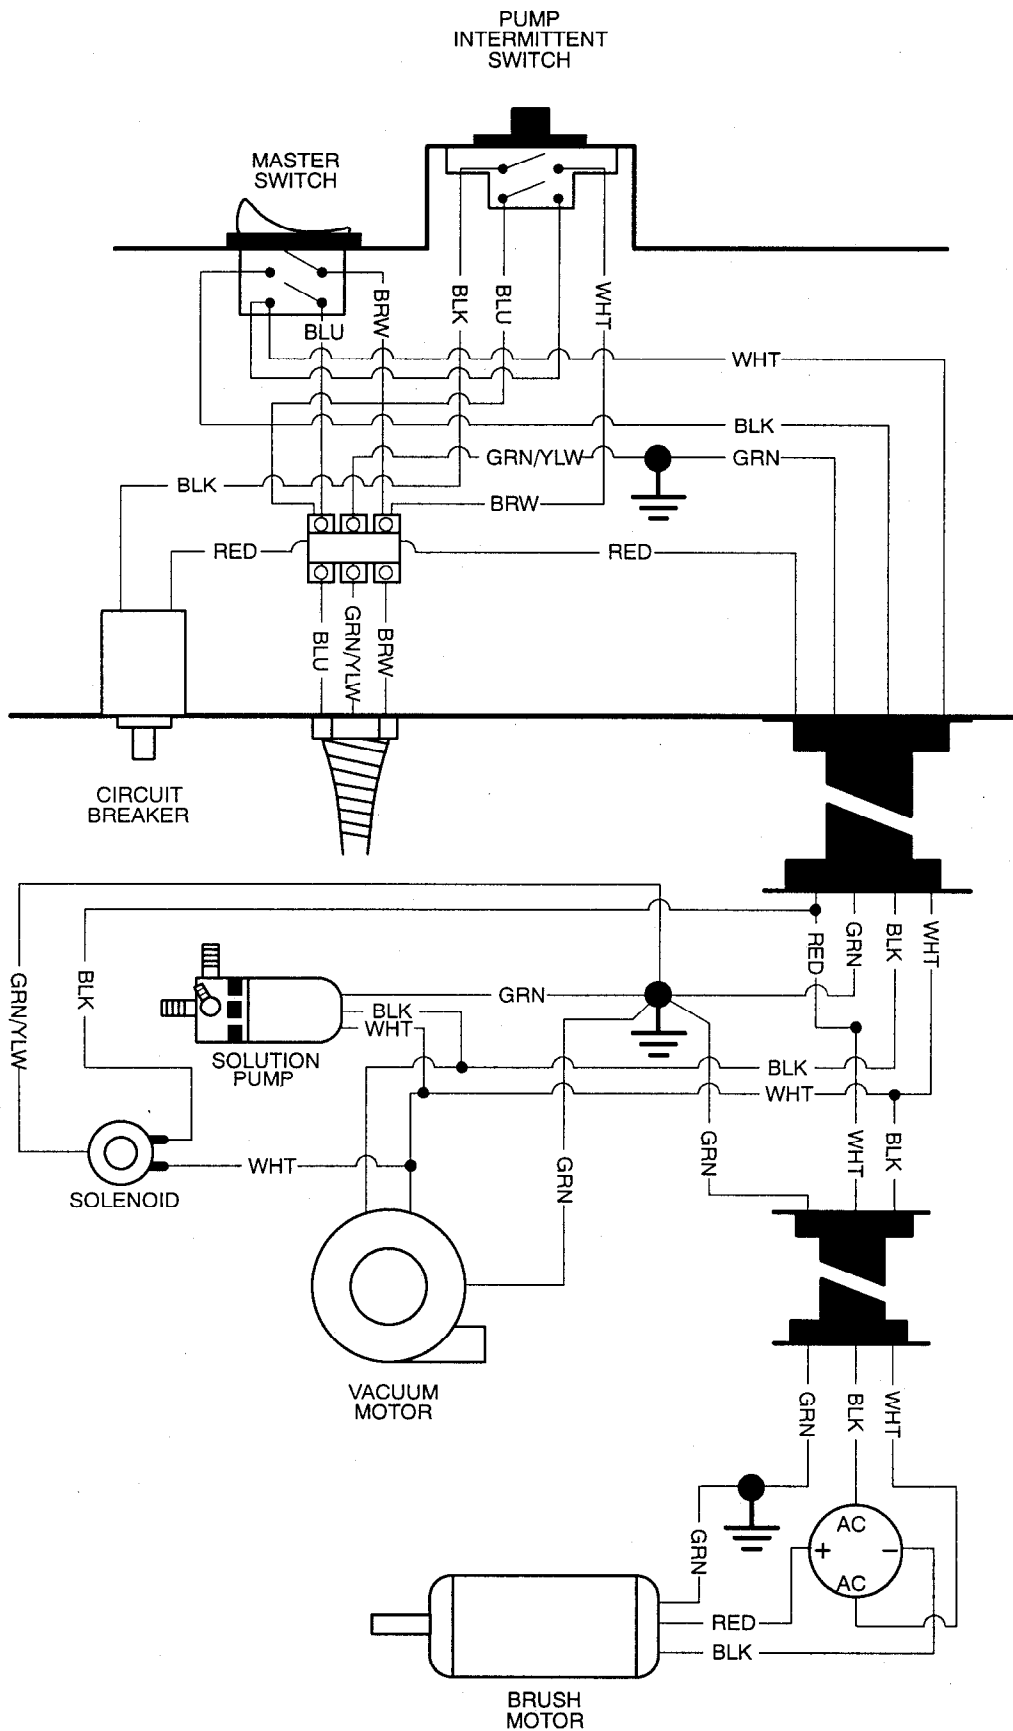 PUMP
INTERMITTENT
SWITCH
MASTER
SWITCH
BLU
BRW
BLK
BLU
WHT
WHT
BLK
GRN/YLW
GRN
BLK
BRW
RED
RED
BLU
GRN/YLW
BRW
CIRCUIT
BREAKER
RED
GRN
BLK
WHT
GRN/YLW
BLK
GRN
BLK
WHT
SOLUTION
PUMP
BLK
WHT
WHT
SOLENOID
GRN
GRN
WHT
BLK
VACUUM
MOTOR
GRN
BLK
WHT
AC
+
−
AC
GRN
RED
BLK
BRUSH
MOTOR